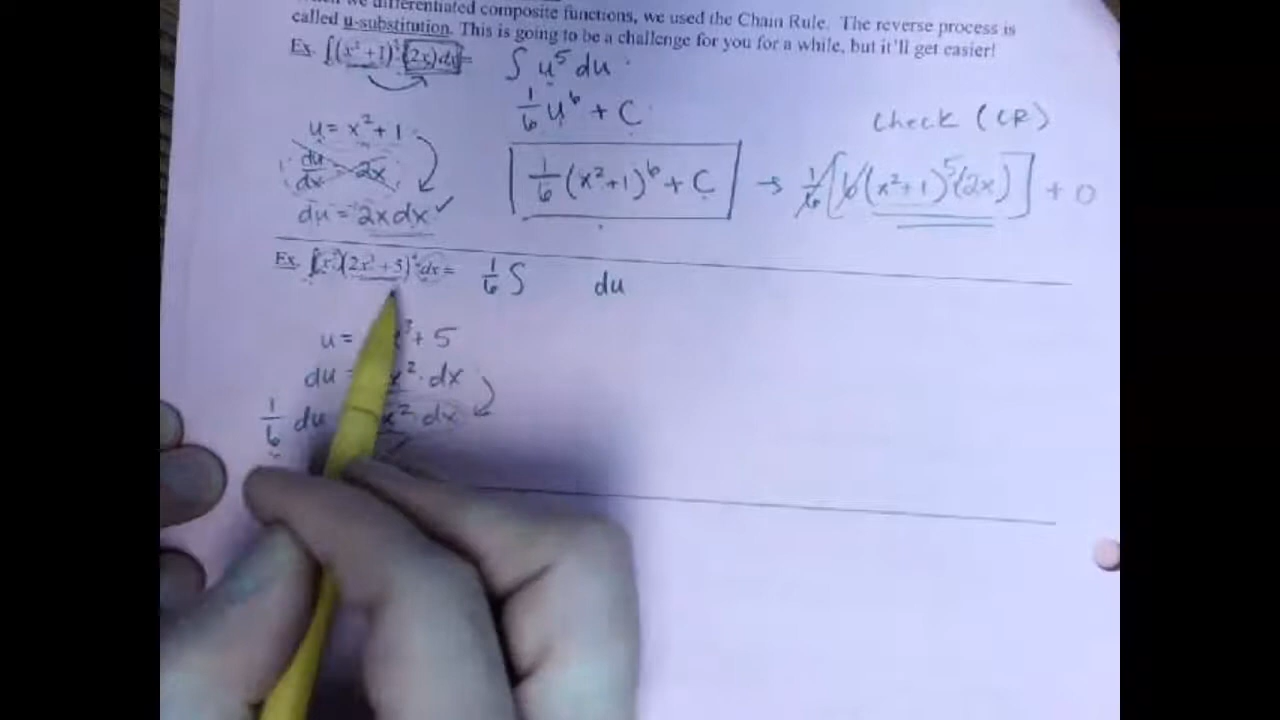 we differentiated composite functions, we used the Chain Rule. The reverse process is
called u-substitution. This is going to be a challenge for you for a while, but it'll get easier!
Ex. ∫(x²+1)⁵(2x)dx = ∫ u⁵ du
1/6 u⁶ + C
u = x² + 1
Check (CR)
du/dx 2x
1/6 (x²+1)⁶ + C → 1/6 [6(x²+1)⁵(2x)] + 0
du = 2x dx ✓
Ex. ∫(x²)(2x³+5)⁴dx = 1/6 ∫ du
u = ³ + 5
du x² · dx
1/6 du x² dx